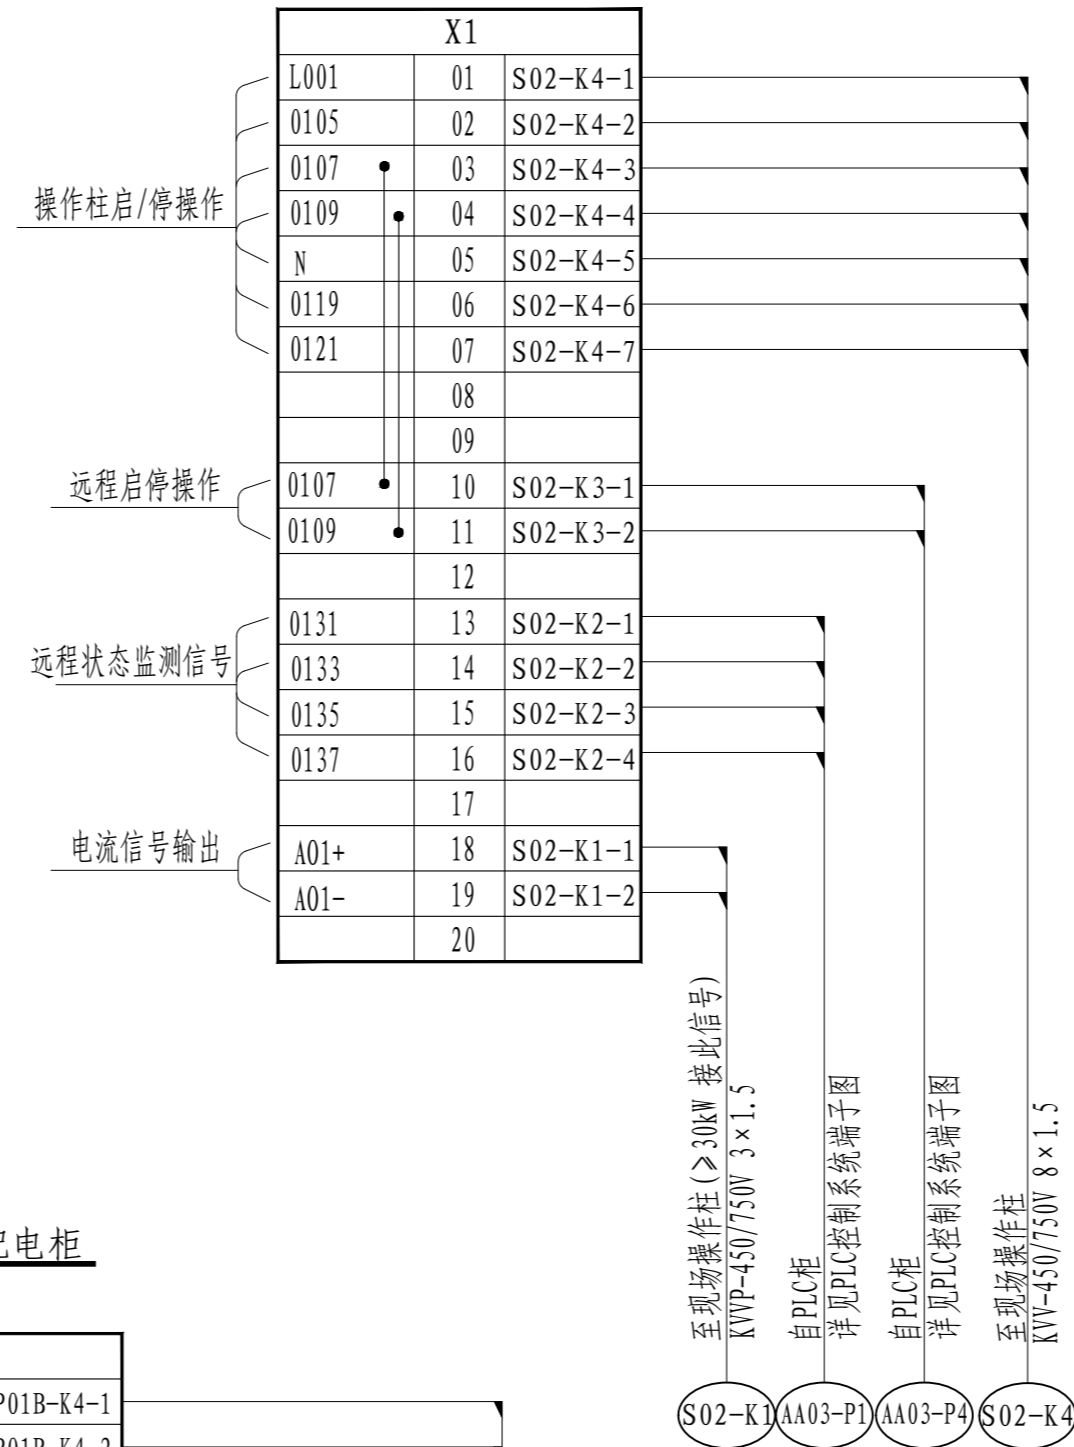 X1
L001 01 S02-K4-1
0105 02 S02-K4-2
0107 03 S02-K4-3
0109 04 S02-K4-4
N 05 S02-K4-5
0119 06 S02-K4-6
0121 07 S02-K4-7
08
09
0107 10 S02-K3-1
0109 11 S02-K3-2
12
0131 13 S02-K2-1
0133 14 S02-K2-2
0135 15 S02-K2-3
0137 16 S02-K2-4
17
A01+ 18 S02-K1-1
A01- 19 S02-K1-2
20
操作柱启/停操作
远程启停操作
远程状态监测信号
电流信号输出
至现场操作柱(≥30kW 接此信号)
KVVP-450/750V 3×1.5
自PLC柜
详见PLC控制系统端子图
自PLC柜
详见PLC控制系统端子图
至现场操作柱
KVV-450/750V 8×1.5
S02-K1
AA03-P1
AA03-P4
S02-K4
电柜
P01B-K4-1
P01B-K4-2